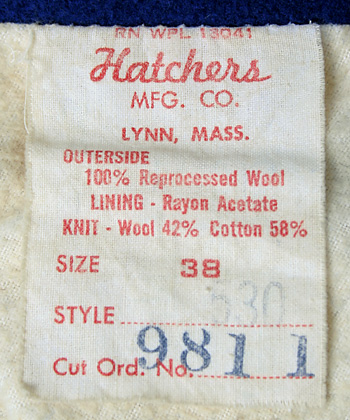 RN WPL 13041
Hatchers
MFG. CO.
LYNN, MASS.
OUTERSIDE
100% Reprocessed Wool
LINING - Rayon Acetate
KNIT - Wool 42% Cotton 58%
SIZE 38
STYLE 530
Cut Ord. No. 9811